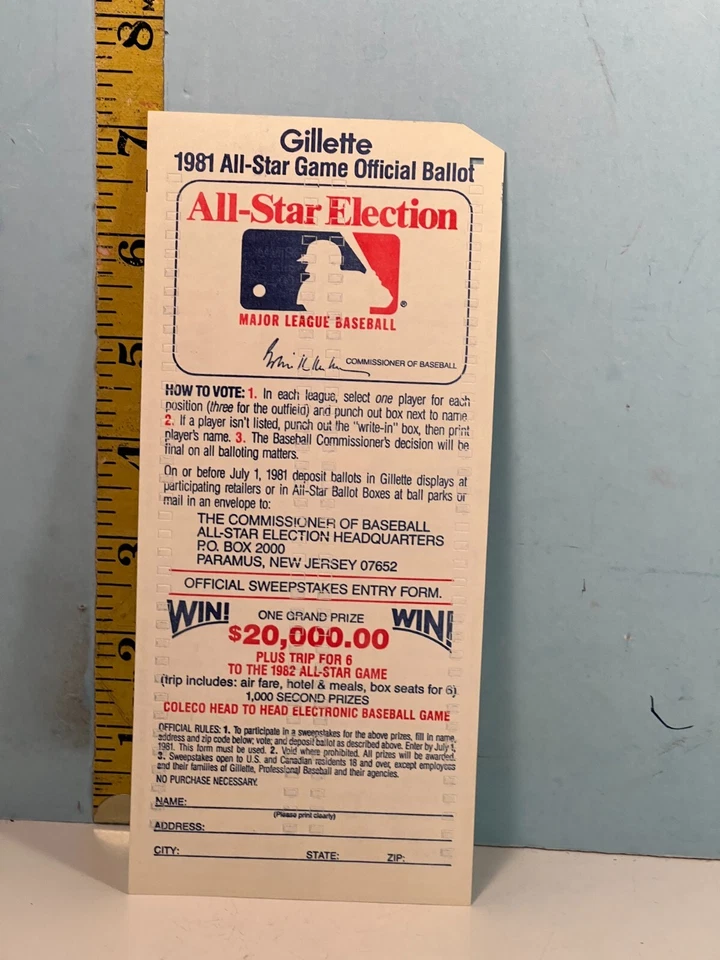 Gillette
1981 All-Star Game Official Ballot
All-Star Election
®
MAJOR LEAGUE BASEBALL
COMMISSIONER OF BASEBALL
HOW TO VOTE: 1. In each league, select one player for each
position (three for the outfield) and punch out box next to name.
2. If a player isn't listed, punch out the "write-in" box, then print
player's name. 3. The Baseball Commissioner's decision will be
final on all balloting matters.
On or before July 1, 1981 deposit ballots in Gillette displays at
participating retailers or in All-Star Ballot Boxes at ball parks or
mail in an envelope to:
THE COMMISSIONER OF BASEBALL
ALL-STAR ELECTION HEADQUARTERS
P.O. BOX 2000
PARAMUS, NEW JERSEY 07652
OFFICIAL SWEEPSTAKES ENTRY FORM.
WIN! ONE GRAND PRIZE WIN!
$20,000.00
PLUS TRIP FOR 6
TO THE 1982 ALL-STAR GAME
(trip includes: air fare, hotel & meals, box seats for 6)
1,000 SECOND PRIZES
COLECO HEAD TO HEAD ELECTRONIC BASEBALL GAME
OFFICIAL RULES: 1. To participate in a sweepstakes for the above prizes, fill in name,
address and zip code below; vote; and deposit ballot as described above. Enter by July 1,
1981. This form must be used. 2. Void where prohibited. All prizes will be awarded.
3. Sweepstakes open to U.S. and Canadian residents 18 and over, except employees
and their families of Gillette, Professional Baseball and their agencies.
NO PURCHASE NECESSARY.
NAME:
(Please print clearly)
ADDRESS:
CITY: STATE: ZIP:
8
7
6
5
4
3
2
1